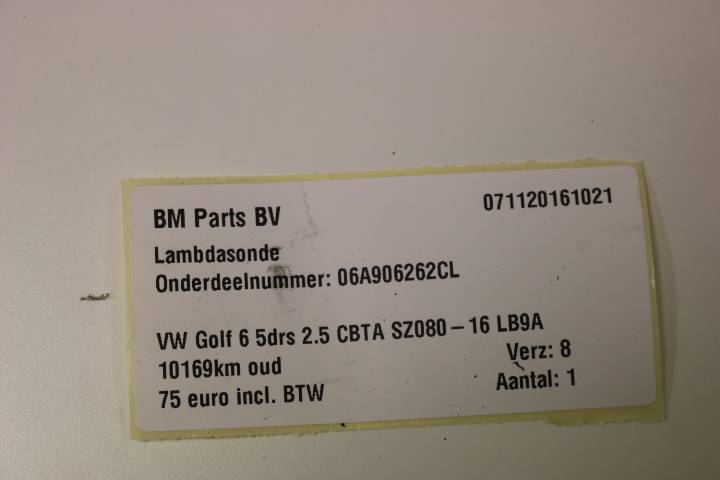 BM Parts BV 071120161021
Lambdasonde
Onderdeelnummer: 06A906262CL
VW Golf 6 5drs 2.5 CBTA SZ080 – 16 LB9A
10169km oud Verz: 8
75 euro incl. BTW Aantal: 1